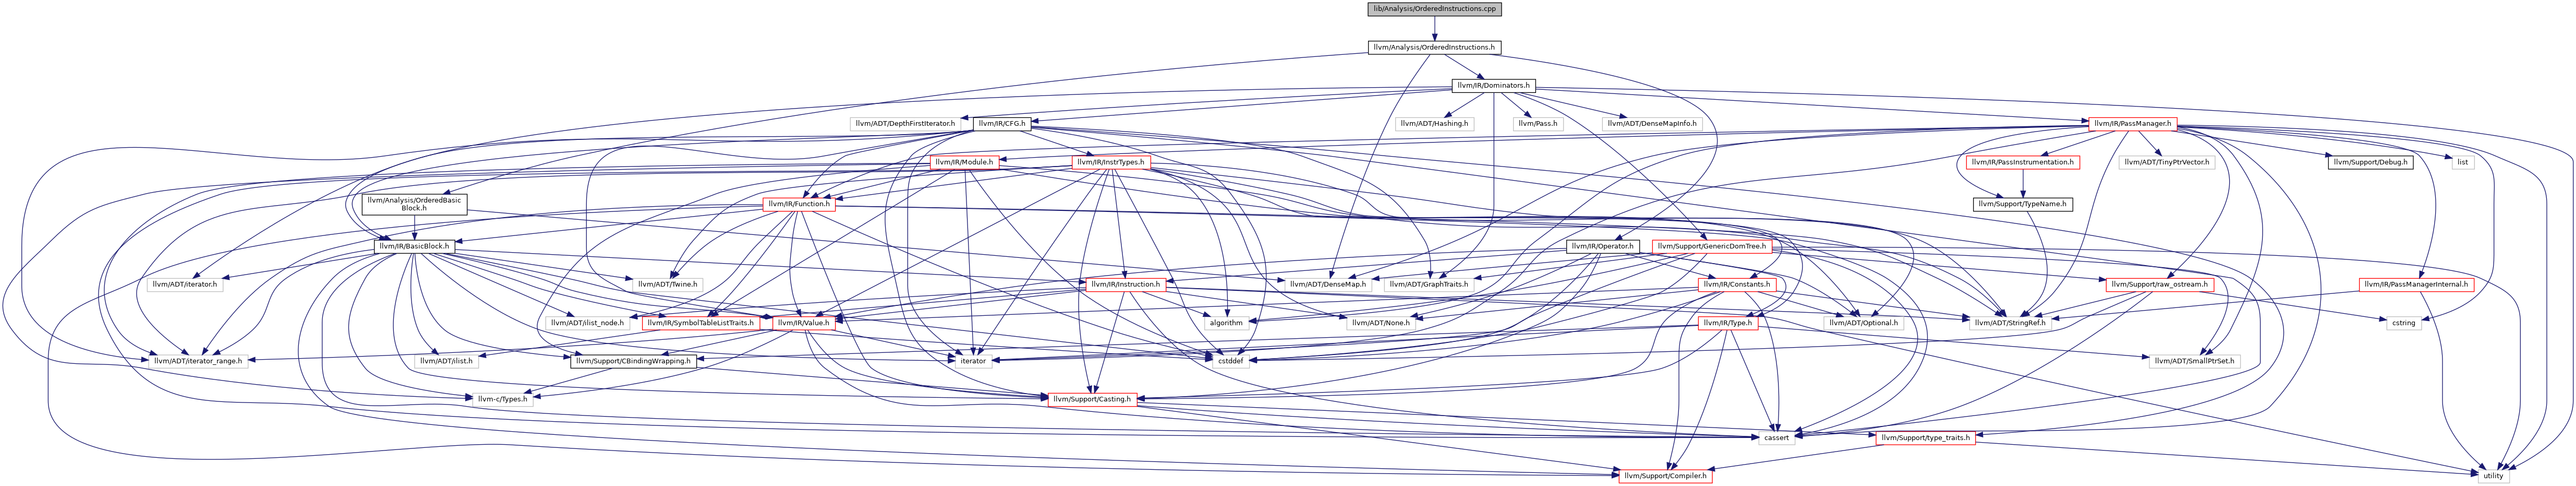 lib/Analysis/OrderedInstructions.cpp
llvm/Analysis/OrderedInstructions.h
llvm/IR/Dominators.h
llvm/ADT/DepthFirstIterator.h
llvm/IR/CFG.h
llvm/ADT/Hashing.h
llvm/Pass.h
llvm/ADT/DenseMapInfo.h
llvm/IR/PassManager.h
llvm/IR/Module.h
llvm/IR/InstrTypes.h
llvm/IR/PassInstrumentation.h
llvm/ADT/TinyPtrVector.h
llvm/Support/Debug.h
list
llvm/Analysis/OrderedBasic
Block.h
llvm/IR/Function.h
llvm/Support/TypeName.h
llvm/IR/BasicBlock.h
llvm/IR/Operator.h
llvm/Support/GenericDomTree.h
llvm/ADT/iterator.h
llvm/ADT/Twine.h
llvm/IR/Instruction.h
llvm/ADT/DenseMap.h
llvm/ADT/GraphTraits.h
llvm/IR/Constants.h
llvm/Support/raw_ostream.h
llvm/IR/PassManagerInternal.h
llvm/ADT/ilist_node.h
llvm/IR/SymbolTableListTraits.h
llvm/IR/Value.h
algorithm
llvm/ADT/None.h
llvm/IR/Type.h
llvm/ADT/Optional.h
llvm/ADT/StringRef.h
cstring
llvm/ADT/iterator_range.h
llvm/ADT/ilist.h
llvm/Support/CBindingWrapping.h
iterator
cstddef
llvm/ADT/SmallPtrSet.h
llvm-c/Types.h
llvm/Support/Casting.h
cassert
llvm/Support/type_traits.h
llvm/Support/Compiler.h
utility